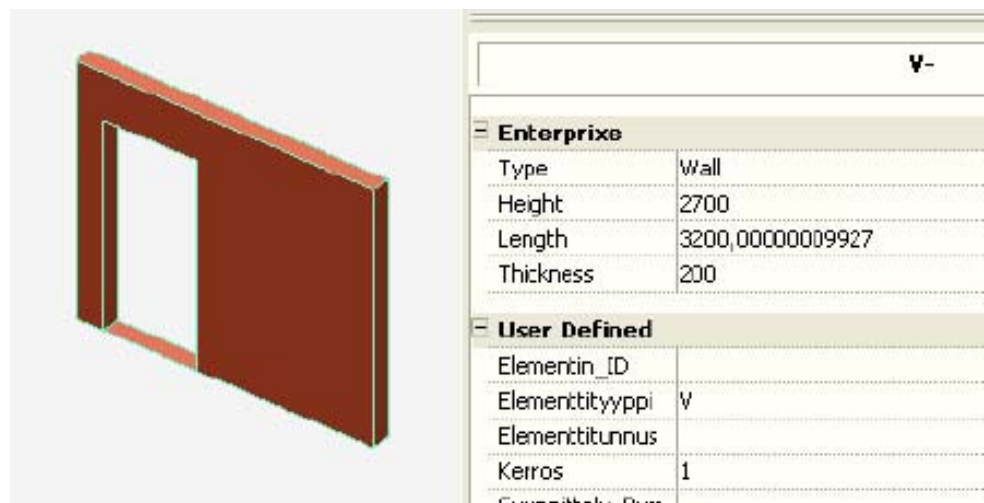 V-
Enterprixe
Type Wall
Height 2700
Length 3200,00000009927
Thickness 200
User Defined
Elementin_ID
Elementtityyppi V
Elementtitunnus
Kerros 1